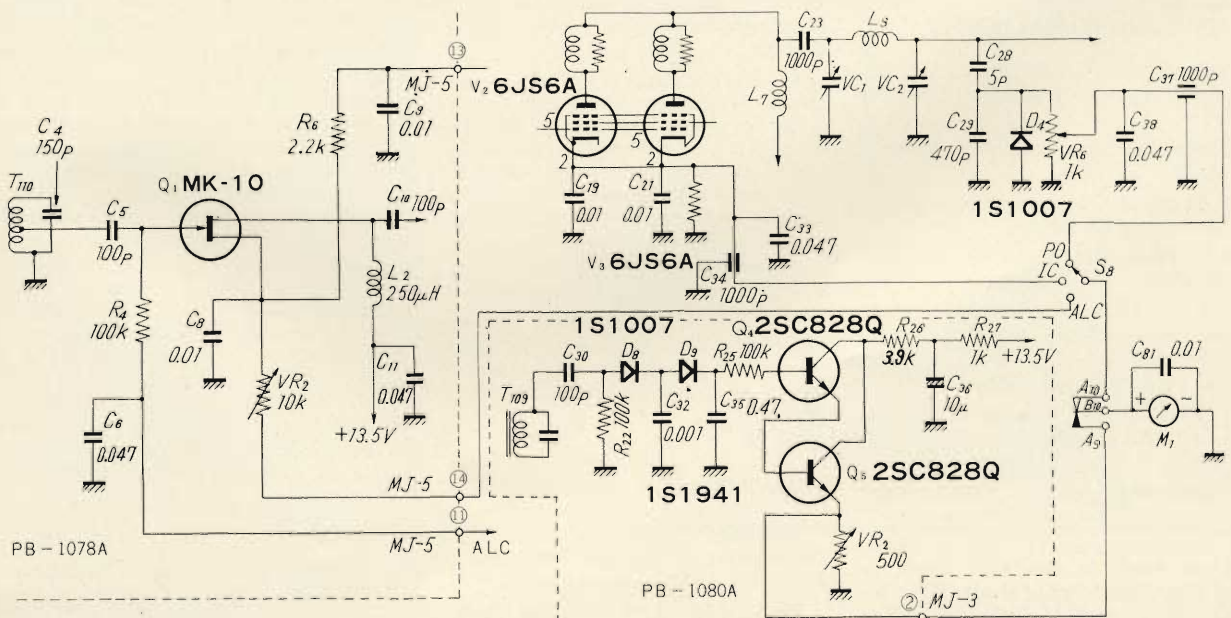 C4
150p
T110
C5
100p
Q1 MK-10
R4
100k
C6
0.047
C8
0.01
VR2
10k
R6
2.2k
C9
0.01
C10 100p
L2
250μH
C11
0.047
+13.5V
⑬
MJ-5
⑭
MJ-5
⑪
MJ-5
ALC
PB-1078A
V2 6JS6A
5
2
5
2
C19
0.01
C21
0.01
V3 6JS6A
C33
0.047
C34
1000p
L7
C23
1000p
L8
VC1
VC2
C28
5p
C29
470p
D4
VR6
1k
1S1007
C37 1000p
C38
0.047
PO
IC
S8
ALC
1S1007
T109
C30
100p
D8
D9
R22 100k
C32
0.001
C35 0.47
1S1941
R25 100k
Q4 2SC828Q
Q5 2SC828Q
R26
3.9k
R27
1k
+13.5V
C36
10μ
VR2
500
PB-1080A
② MJ-3
A10
B10
A9
C81 0.01
+
-
M1